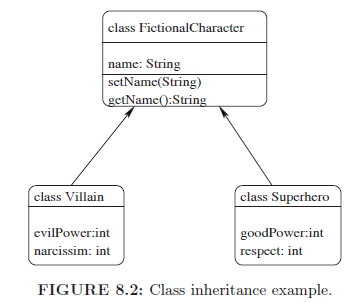 class FictionalCharacter
name: String
setName(String)
getName():String
class Villain
evilPower:int
narcissim: int
class Superhero
goodPower:int
respect: int
FIGURE 8.2: Class inheritance example.